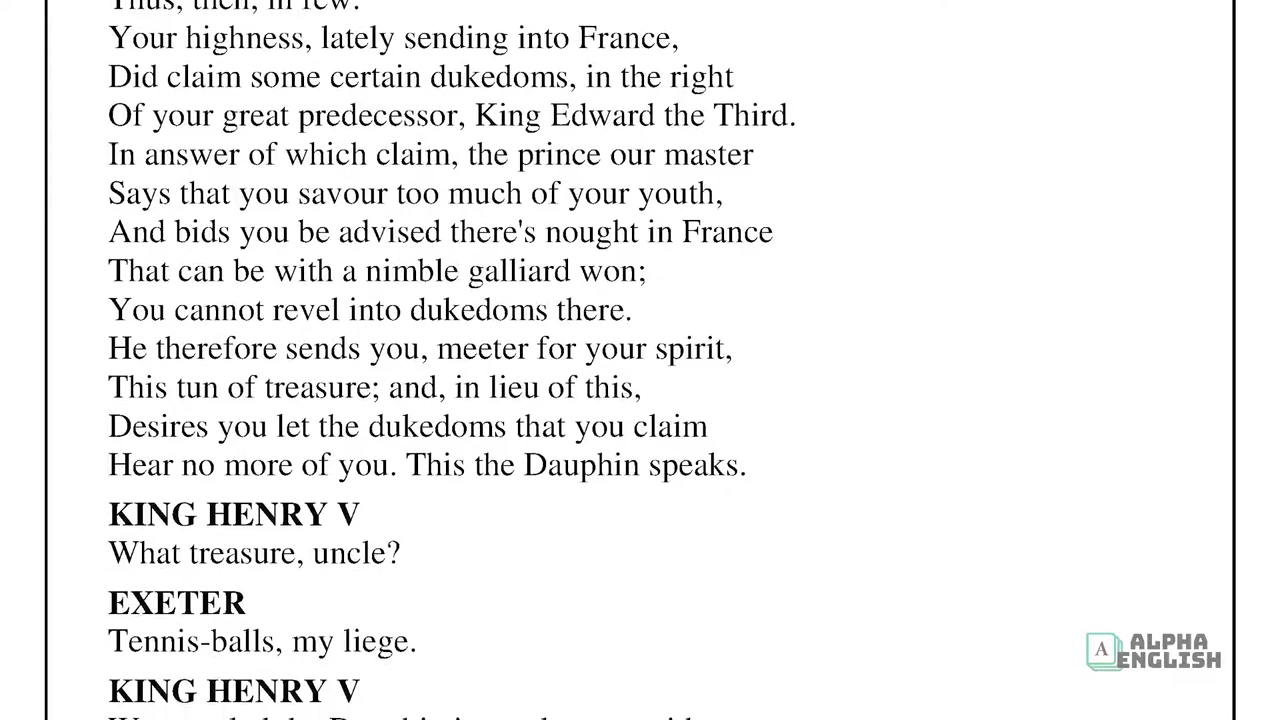 Thus, then, in few.
Your highness, lately sending into France,
Did claim some certain dukedoms, in the right
Of your great predecessor, King Edward the Third.
In answer of which claim, the prince our master
Says that you savour too much of your youth,
And bids you be advised there's nought in France
That can be with a nimble galliard won;
You cannot revel into dukedoms there.
He therefore sends you, meeter for your spirit,
This tun of treasure; and, in lieu of this,
Desires you let the dukedoms that you claim
Hear no more of you. This the Dauphin speaks.
KING HENRY V
What treasure, uncle?
EXETER
Tennis-balls, my liege.
KING HENRY V
A ALPHA
ENGLISH